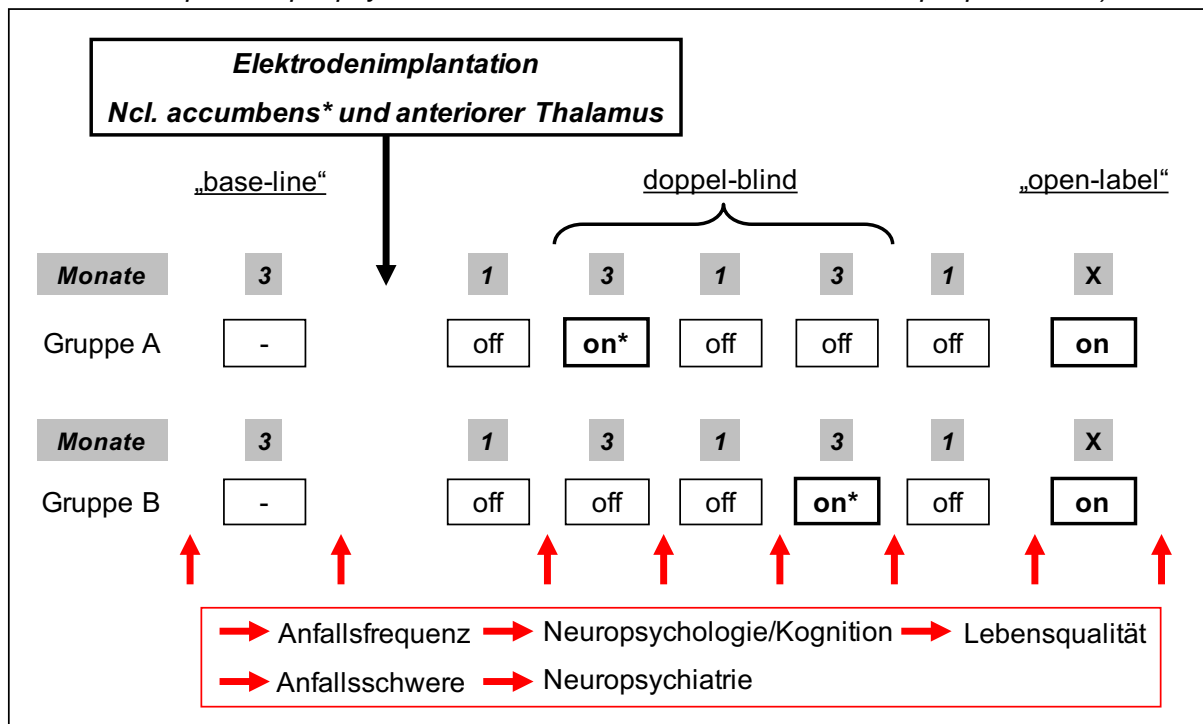 Elektrodenimplantation
Ncl. accumbens* und anteriorer Thalamus
„base-line“ doppel-blind „open-label“
Monate 3 1 3 1 3 1 X
Gruppe A - off on* off off off on
Monate 3 1 3 1 3 1 X
Gruppe B - off off off on* off on
Anfallsfrequenz Neuropsychologie/Kognition Lebensqualität
Anfallsschwere Neuropsychiatrie